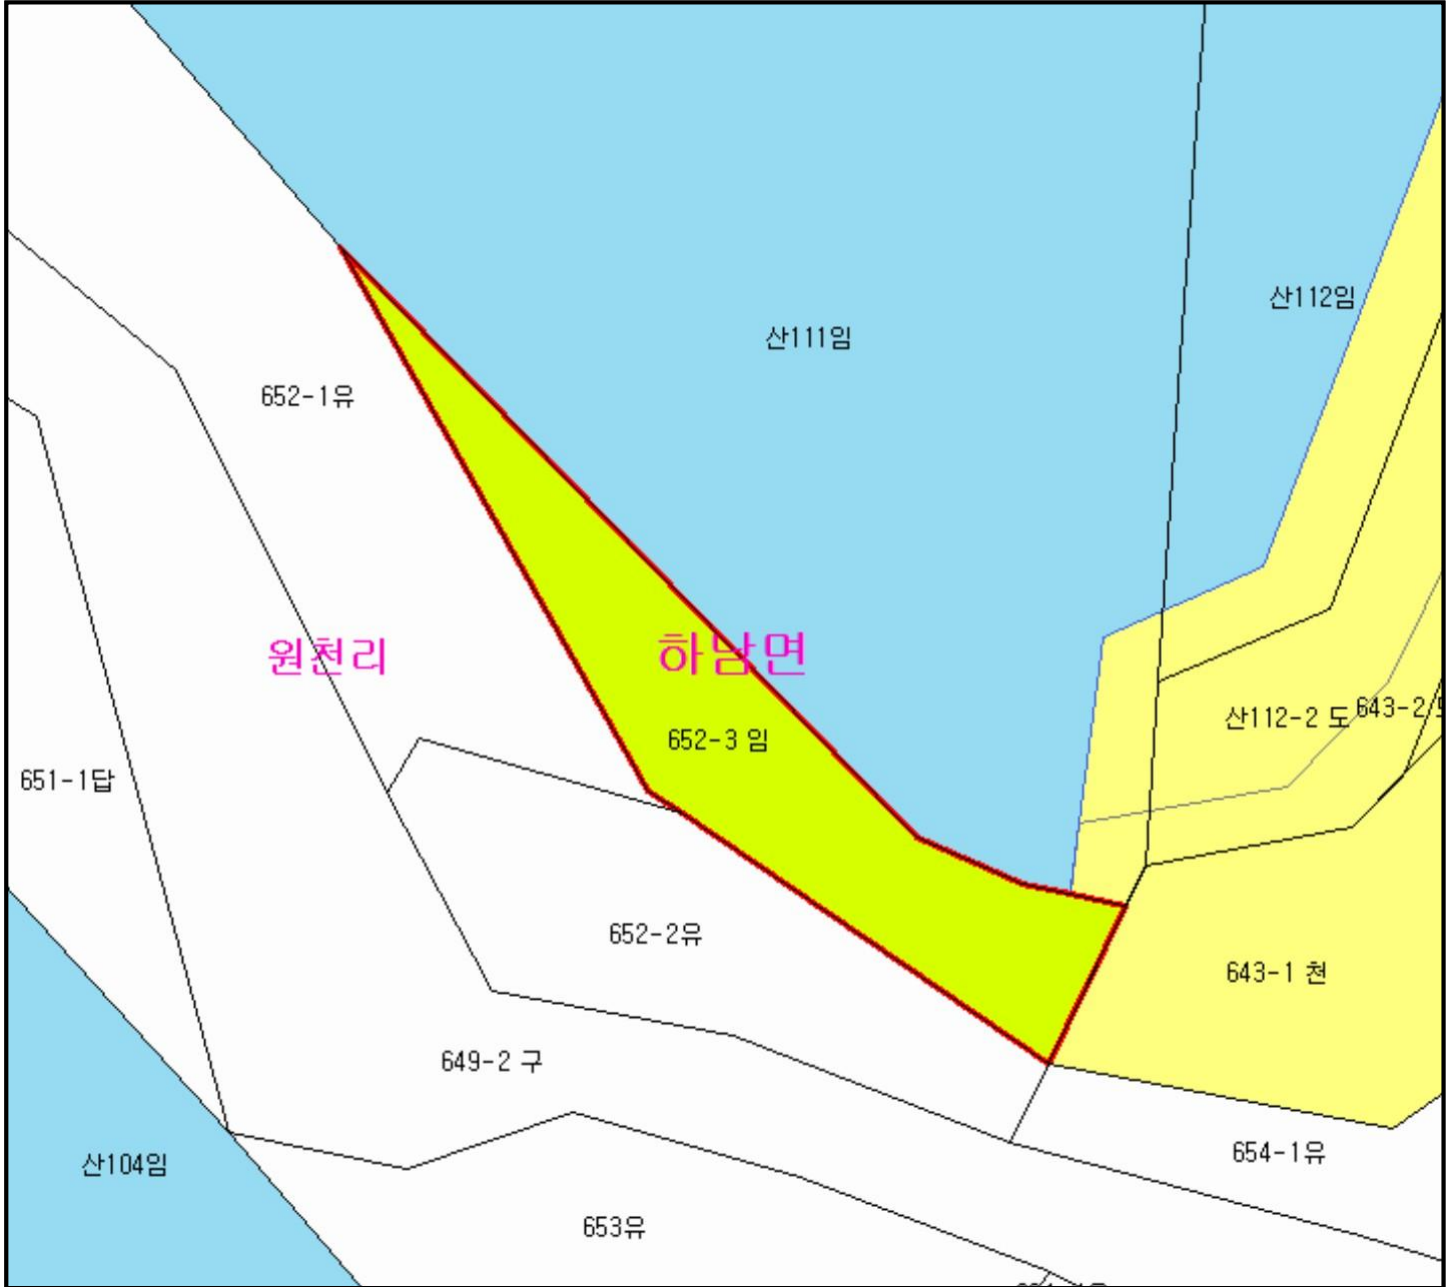 산112임
산111임
652-1유
원천리
하남면
산112-2 도
643-2
652-3 임
651-1답
652-2유
643-1 천
649-2 구
654-1유
산104임
653유